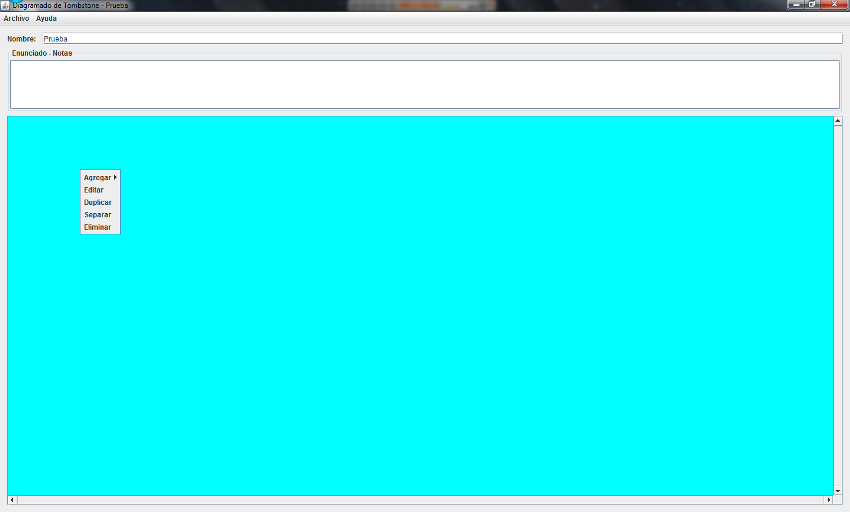 Diagramado de Tombstone - Prueba
Archivo Ayuda
Nombre: Prueba
Enunciado - Notas
Agregar
Editar
Duplicar
Separar
Eliminar